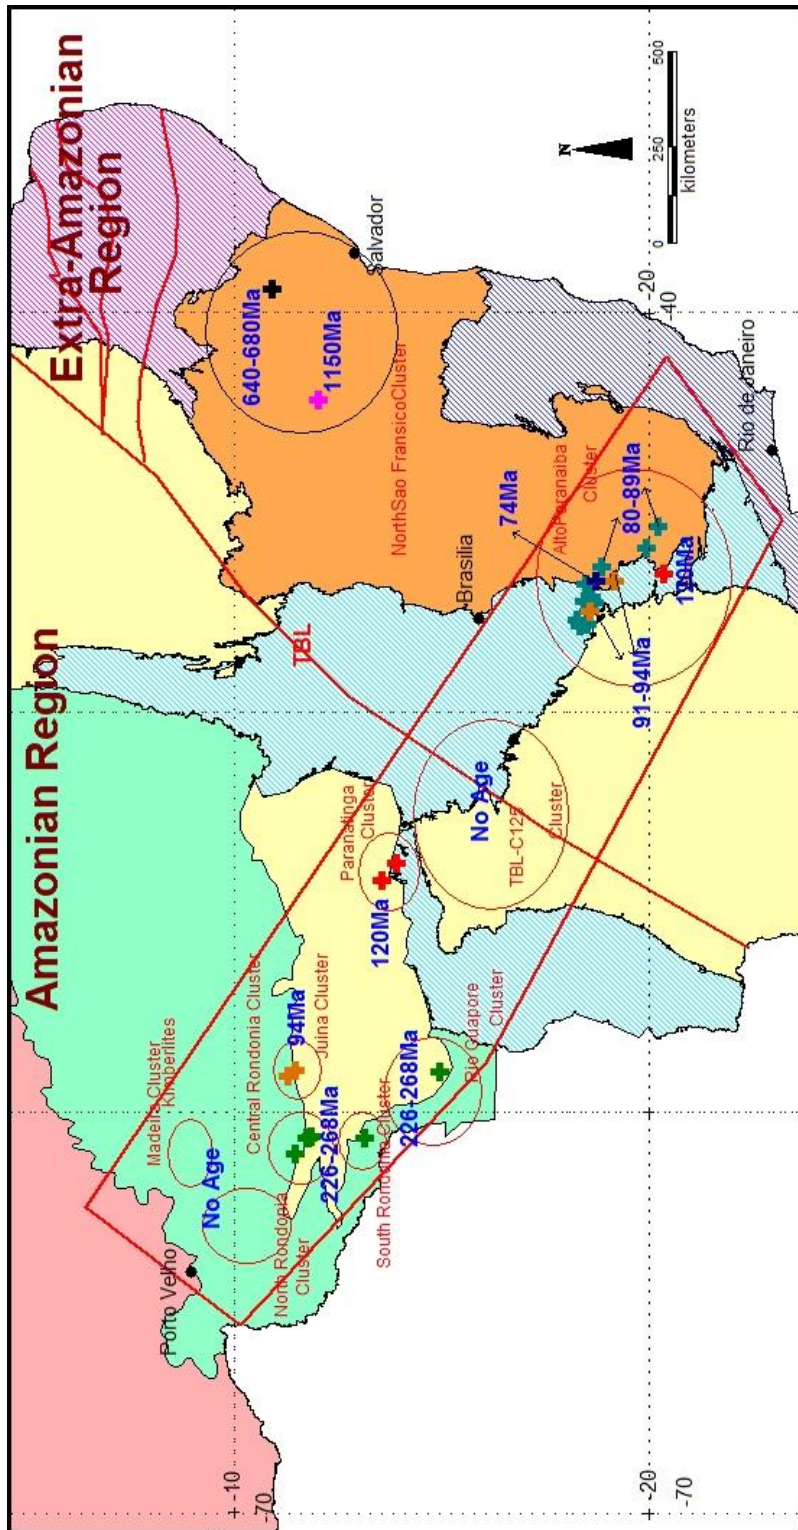 Amazonian Region
Extra-Amazonian
Region
Madeira Cluster
Kimberlites
Porto Velho
No Age
North Rondonia
Cluster
Central Rondonia Cluster
94Ma
Juina Cluster
226-268Ma
South Rondonia Cluster
226-268Ma
Rio Guapore
Cluster
Paranatinga
Cluster
120Ma
No Age
TBL-C125
Cluster
TBL
Brasilia
640-680Ma
1150Ma
NorthSao FransicoCluster
Salvador
74Ma
AltoParanaiba
Cluster
80-89Ma
120Ma
91-94Ma
Rio de Janeiro
N
0
250
500
kilometers
-10
-70
-20
-70
-20
-40